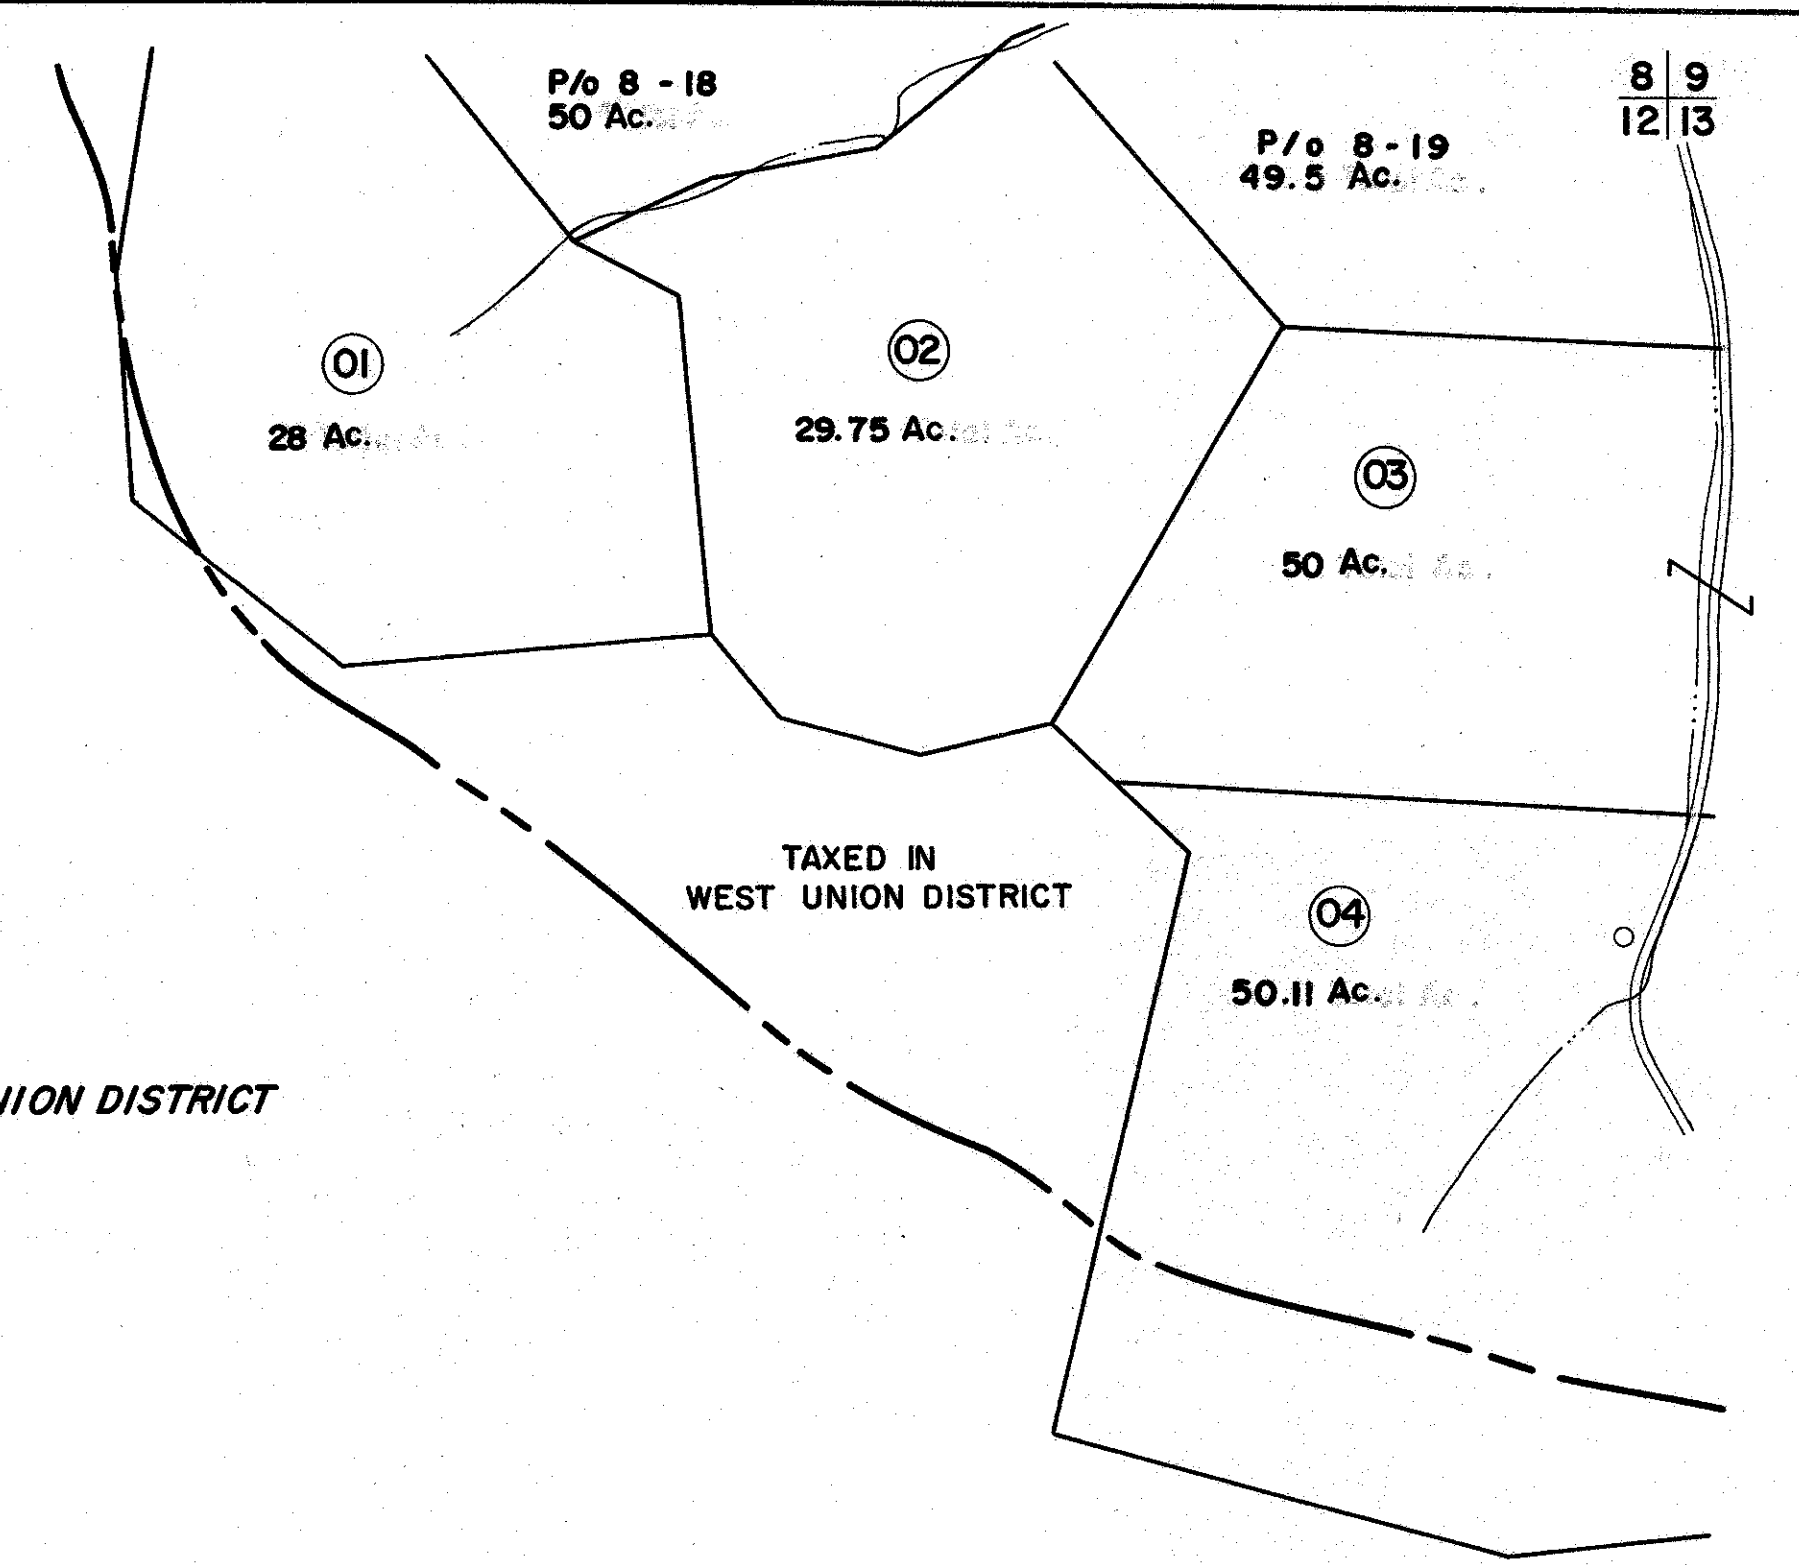 P/o 8 - 18
50 Ac.
8 9
12 13
P/o 8 - 19
49.5 Ac.
01
28 Ac.
02
29.75 Ac.
03
50 Ac.
TAXED IN
WEST UNION DISTRICT
04
50.11 Ac.
DISTRICT